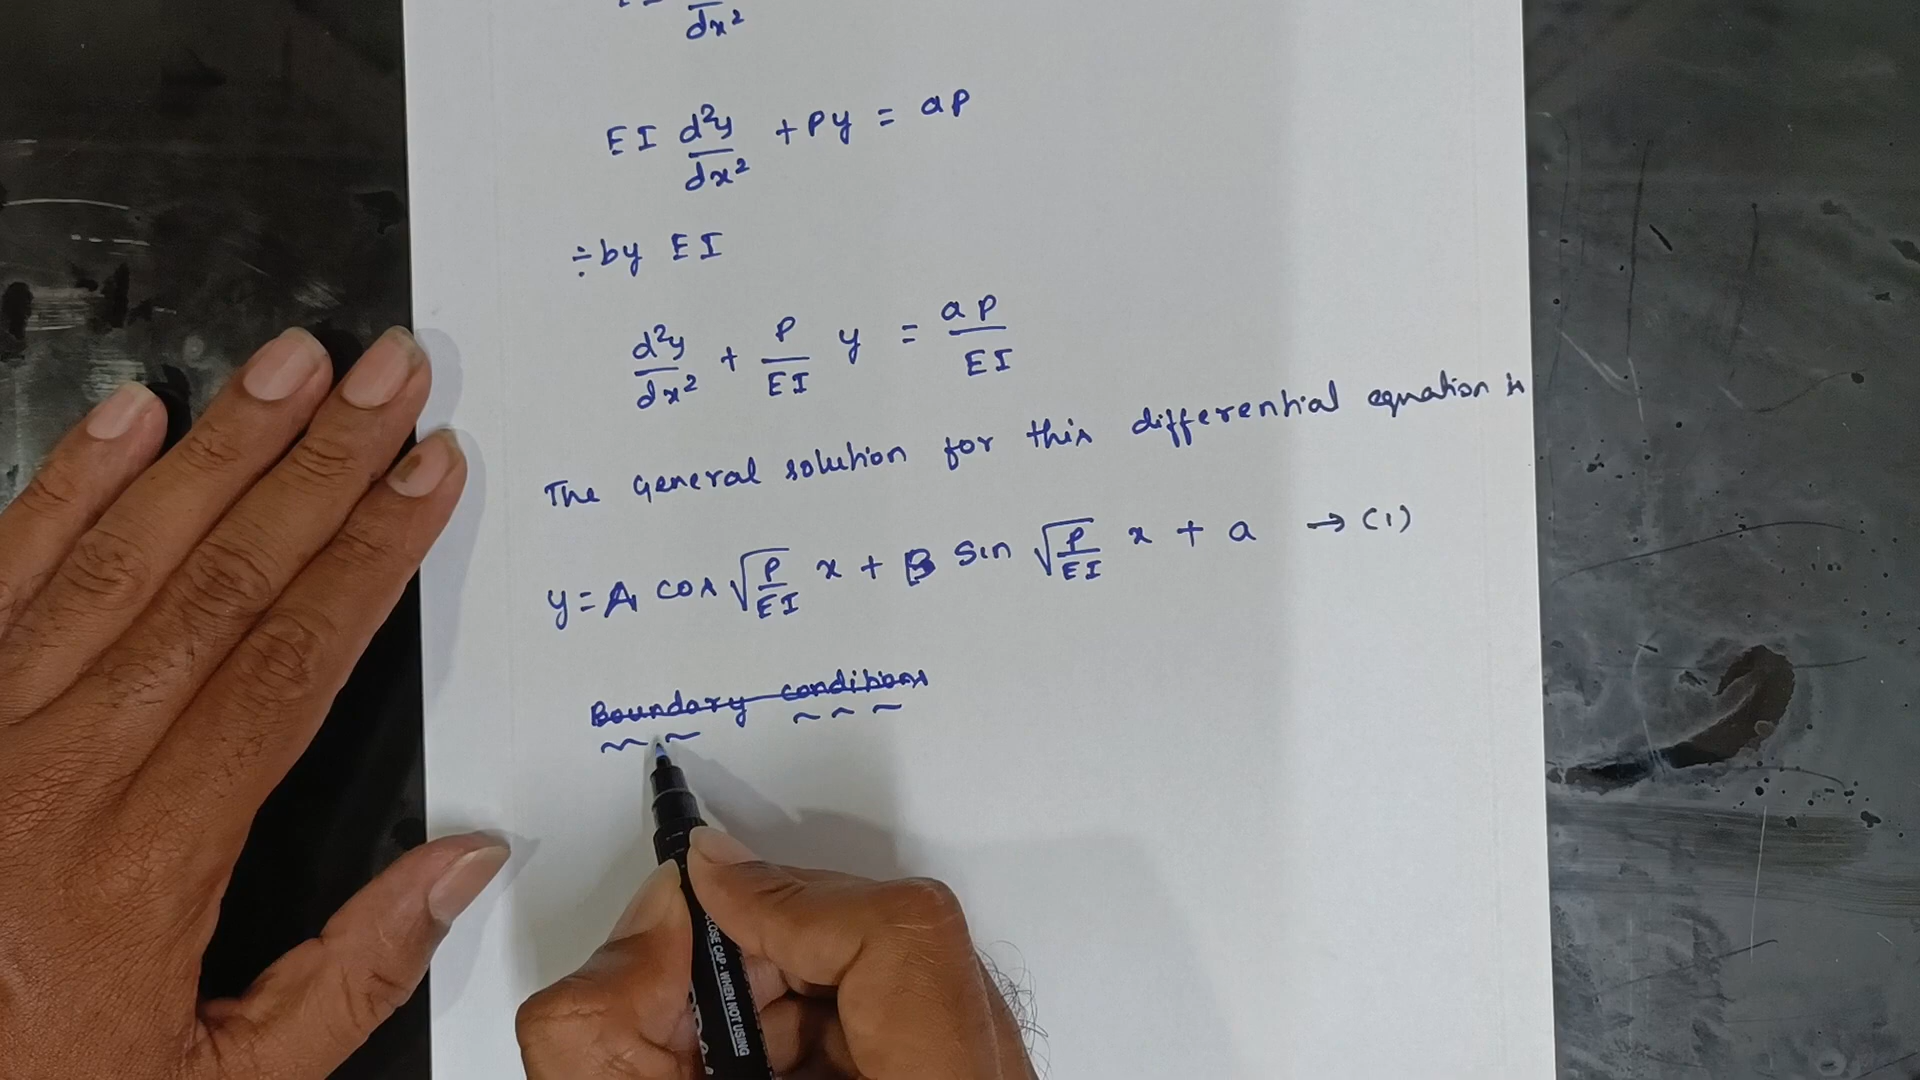 dx²
EI d²y/dx² + Py = aP
÷ by EI
d²y/dx² + P/EI y = aP/EI
The General solution for this differential equation is
y = A cos √P/EI x + B Sin √P/EI x + a → (1)
Boundary conditions
CLOSE CAP - WHEN NOT USING